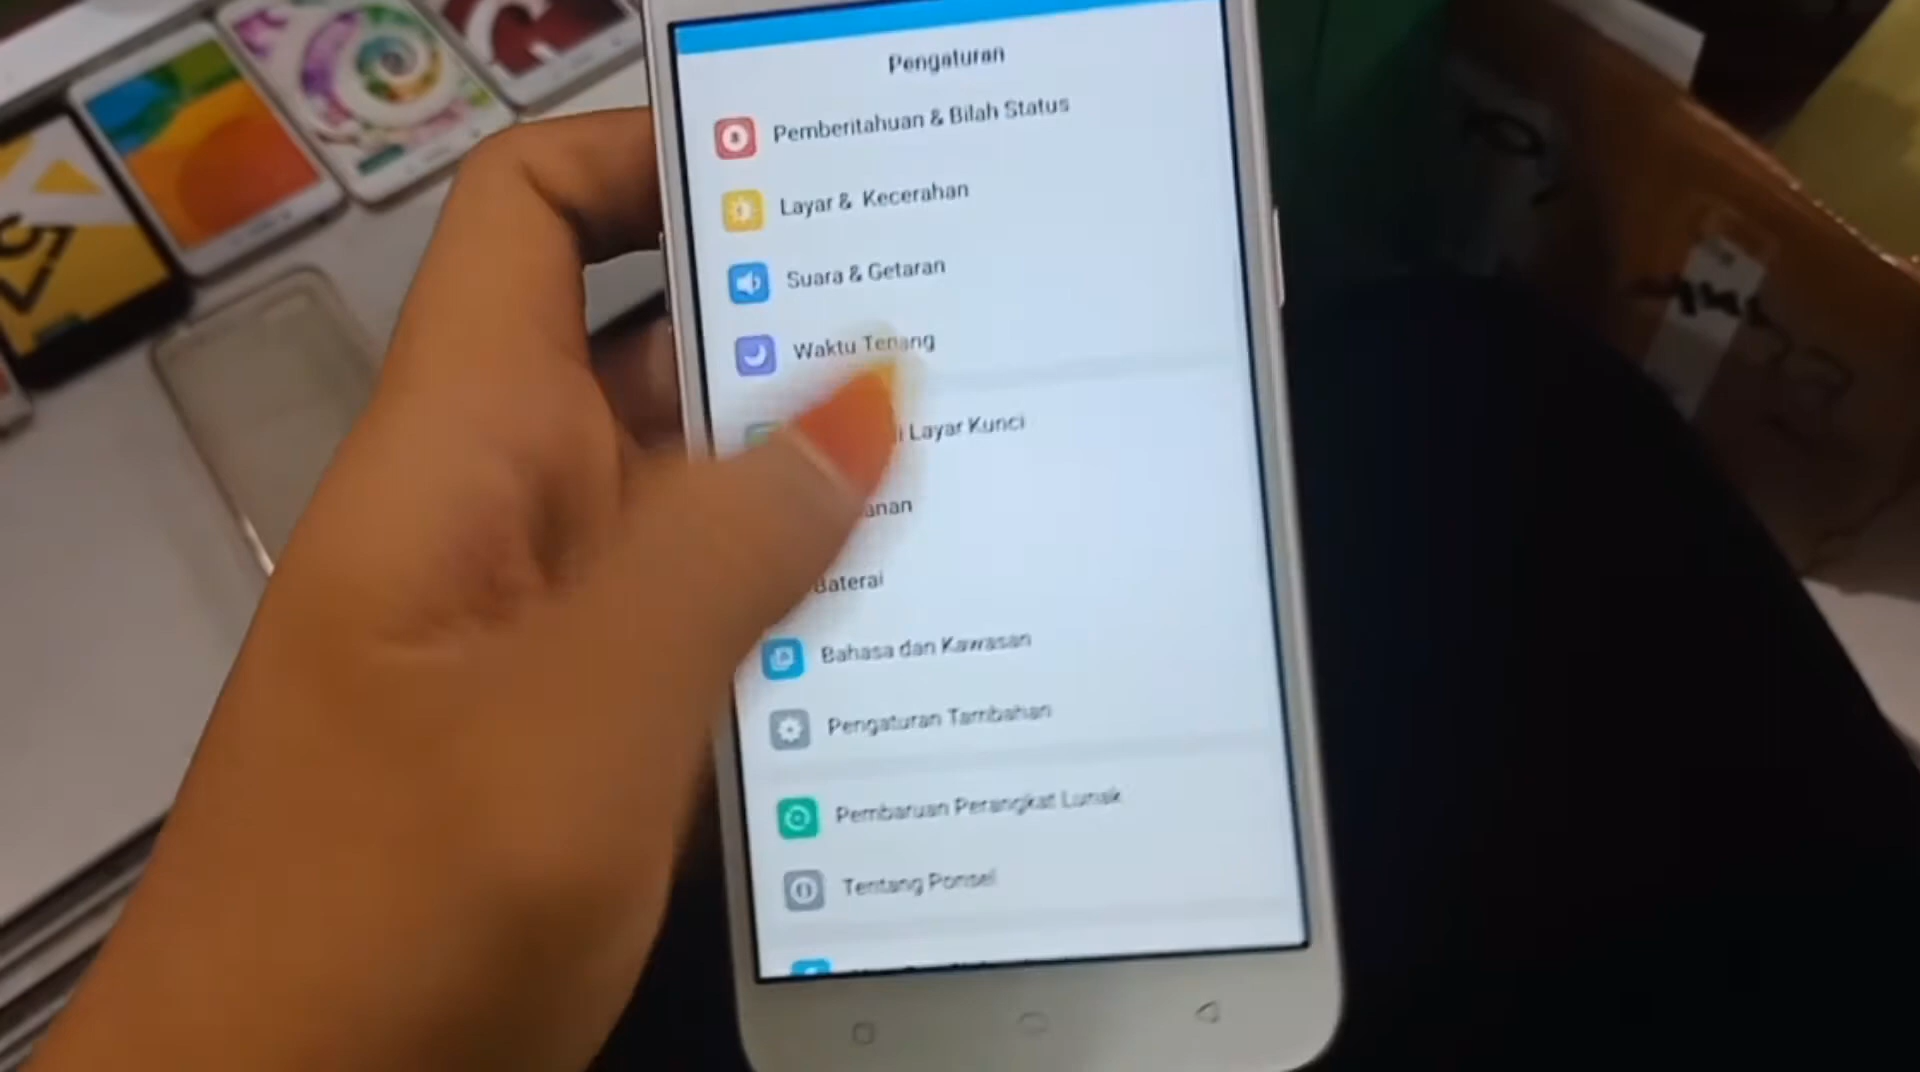 Pengaturan
Pemberitahuan & Bilah Status
Layar & Kecerahan
Suara & Getaran
Waktu Tenang
Layar Kunci
Baterai
Bahasa dan Kawasan
Pengaturan Tambahan
Pembaruan Perangkat Lunak
Tentang Ponsel